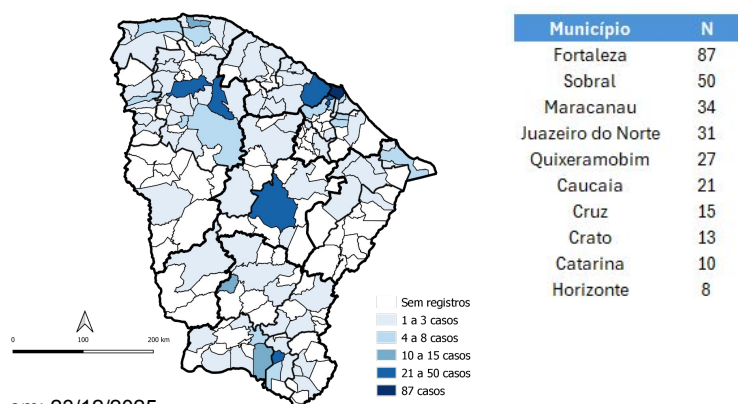 Município N
Fortaleza 87
Sobral 50
Maracanau 34
Juazeiro do Norte 31
Quixeramobim 27
Caucaia 21
Cruz 15
Crato 13
Catarina 10
Horizonte 8
Sem registros
1 a 3 casos
4 a 8 casos
10 a 15 casos
21 a 50 casos
87 casos
0 100 200 km